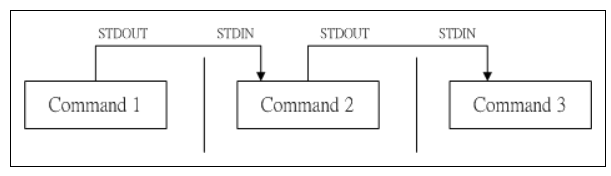 STDOUT STDIN STDOUT STDIN
Command 1 Command 2 Command 3